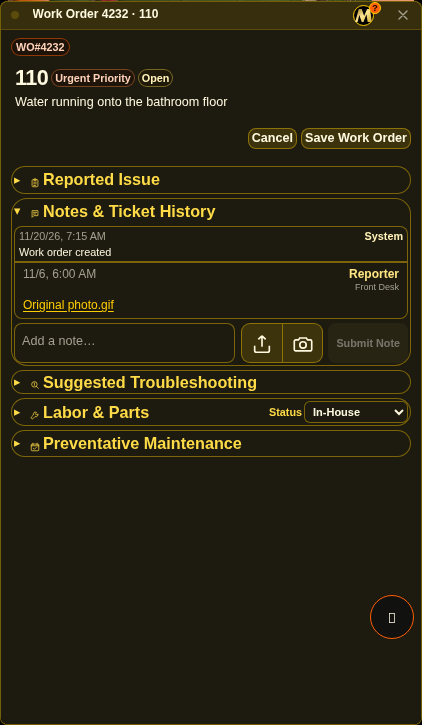 Work Order 4232 · 110
M ?
WO#4232
110 Urgent Priority Open
Water running onto the bathroom floor
Cancel Save Work Order
Reported Issue
Notes & Ticket History
11/20/26, 7:15 AM System
Work order created
11/6, 6:00 AM Reporter
Front Desk
Original photo.gif
Add a note… Submit Note
Suggested Troubleshooting
Labor & Parts Status In-House
Preventative Maintenance